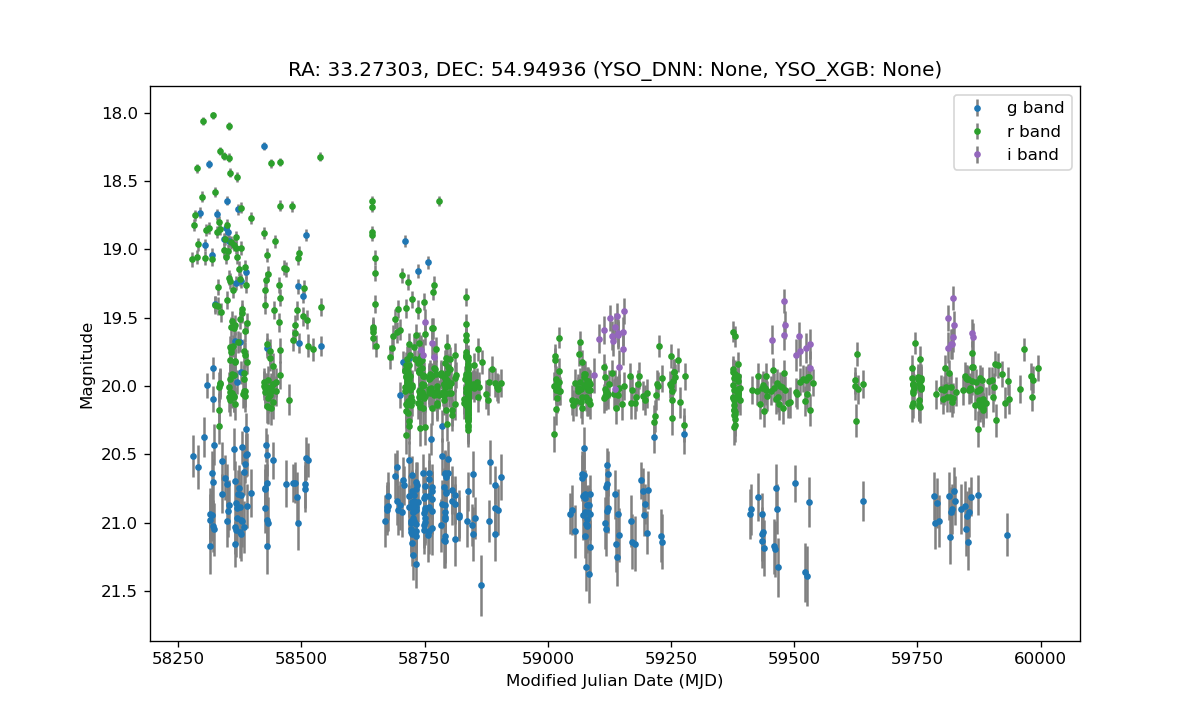 RA: 33.27303, DEC: 54.94936 (YSO_DNN: None, YSO_XGB: None)
g band
r band
i band
18.0
18.5
19.0
19.5
20.0
20.5
21.0
21.5
Magnitude
58250 58500 58750 59000 59250 59500 59750 60000
Modified Julian Date (MJD)